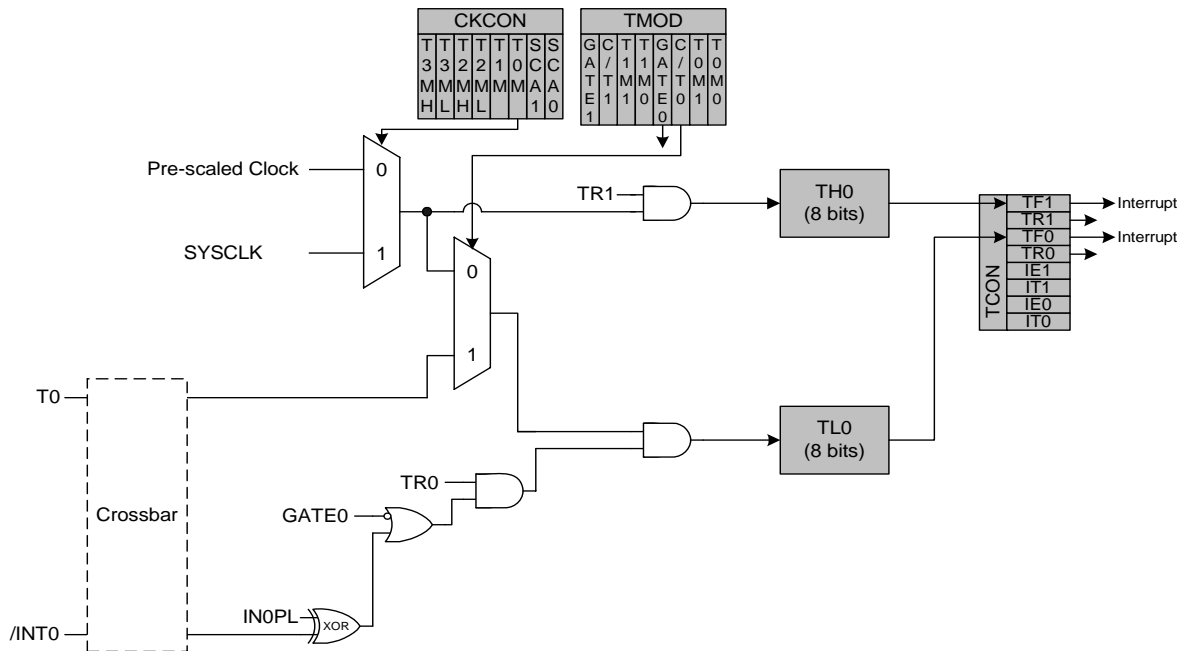 CKCON
T3MH
T3ML
T2MH
T2ML
T1M
T0M
SCA1
SCA0
TMOD
GATE1
C/T1
T1M1
T1M0
GATE0
C/T0
T0M1
T0M0
Pre-scaled Clock
0
SYSCLK
1
TR1
TH0
(8 bits)
TCON
TF1
TR1
TF0
TR0
IE1
IT1
IE0
IT0
Interrupt
Interrupt
0
1
T0
Crossbar
/INT0
TL0
(8 bits)
TR0
GATE0
IN0PL
XOR